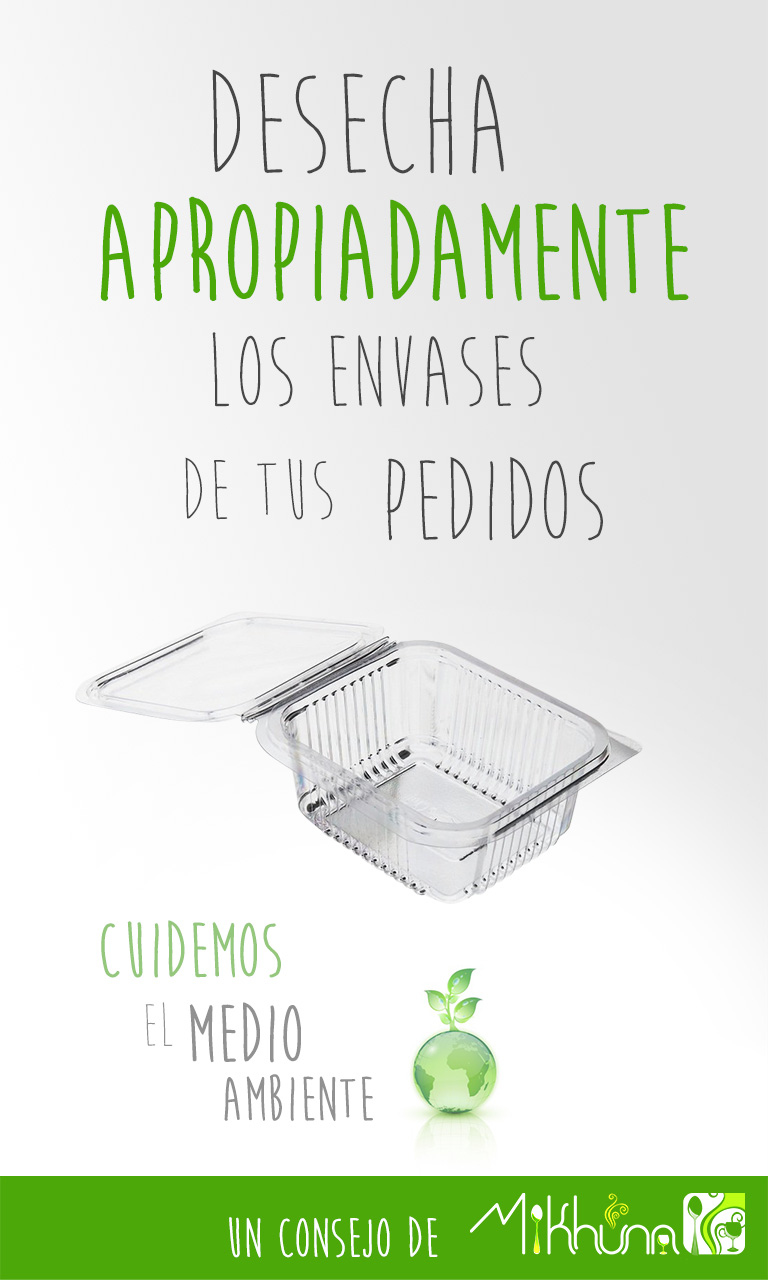 DESECHA
APROPIADAMENTE
LOS ENVASES
DE TUS PEDIDOS
CUIDEMOS
EL MEDIO
AMBIENTE
UN CONSEJO DE Mikhuna